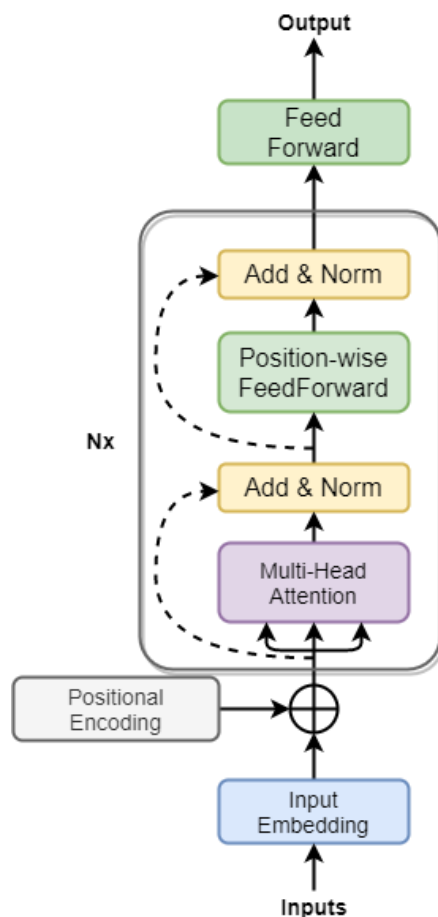 Output
Feed
Forward
Add & Norm
Position-wise
FeedForward
Nx
Add & Norm
Multi-Head
Attention
Positional
Encoding
Input
Embedding
Inputs